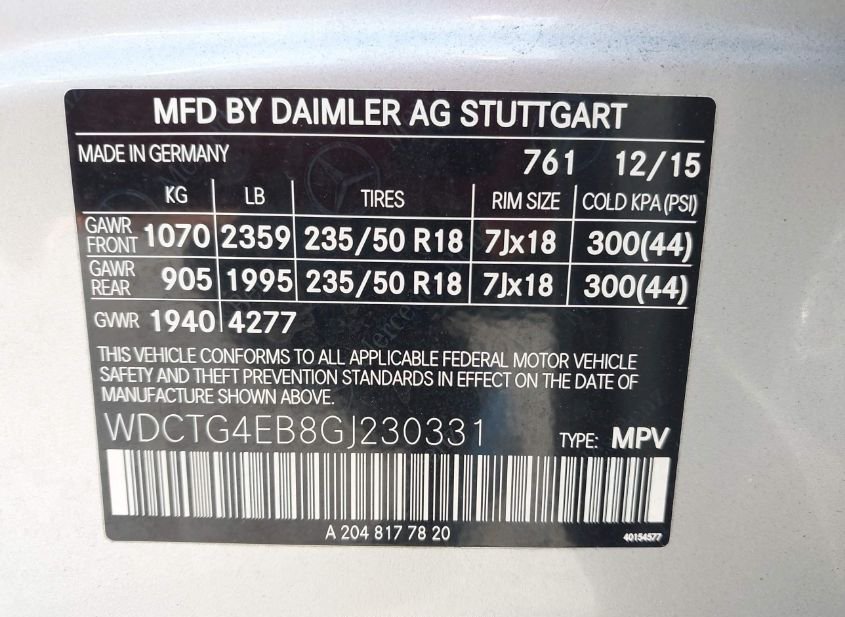 MFD BY DAIMLER AG STUTTGART
MADE IN GERMANY 761 12/15
KG LB TIRES RIM SIZE COLD KPA (PSI)
GAWR FRONT 1070 2359 235/50 R18 7Jx18 300(44)
GAWR REAR 905 1995 235/50 R18 7Jx18 300(44)
GVWR 1940 4277
THIS VEHICLE CONFORMS TO ALL APPLICABLE FEDERAL MOTOR VEHICLE
SAFETY AND THEFT PREVENTION STANDARDS IN EFFECT ON THE DATE OF
MANUFACTURE SHOWN ABOVE.
WDCTG4EB8GJ230331 TYPE: MPV
A 204 817 78 20
40154577